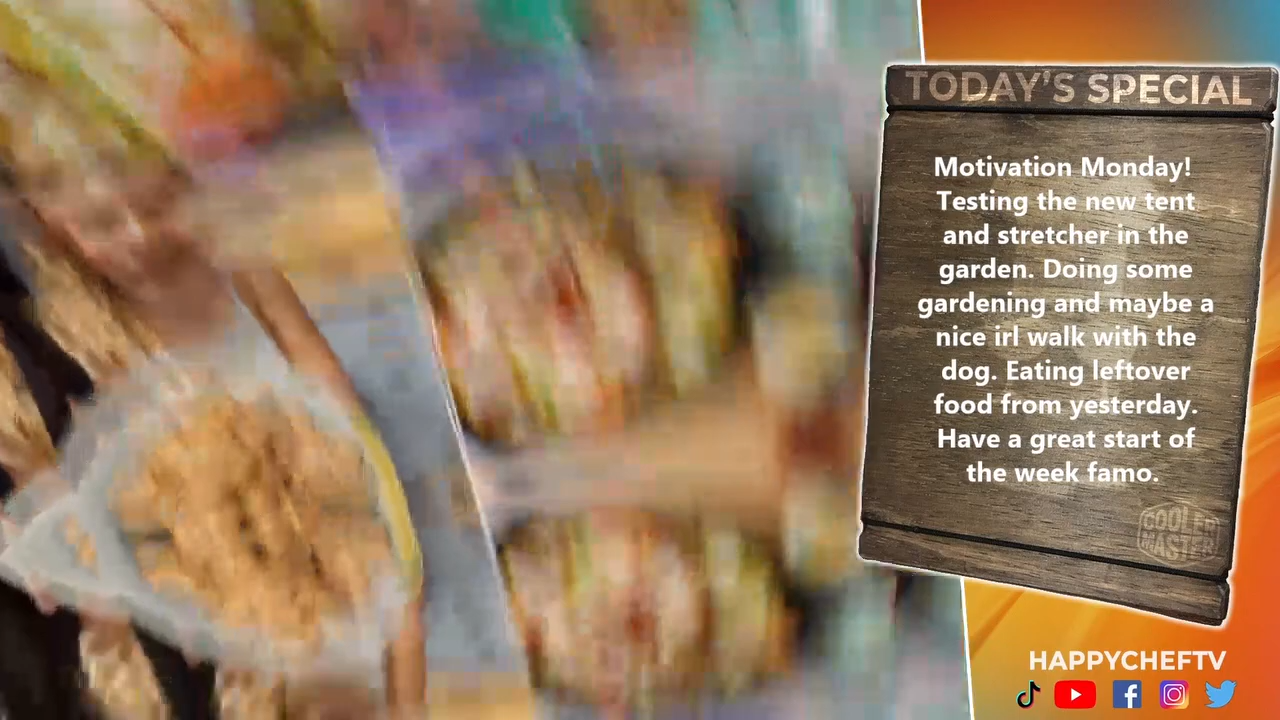 TODAY'S SPECIAL
Motivation Monday!
Testing the new tent
and stretcher in the
garden. Doing some
gardening and maybe a
nice irl walk with the
dog. Eating leftover
food from yesterday.
Have a great start of
the week famo.
COOLER
MASTER
HAPPYCHEFTV